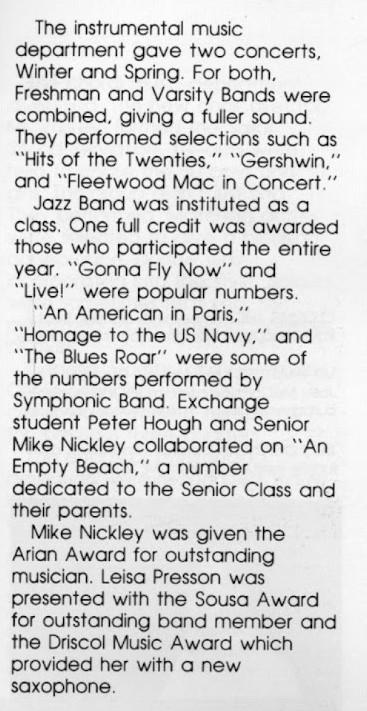 The instrumental music
department gave two concerts,
Winter and Spring. For both,
Freshman and Varsity Bands were
combined, giving a fuller sound.
They performed selections such as
"Hits of the Twenties," "Gershwin,"
and "Fleetwood Mac in Concert."
Jazz Band was instituted as a
class. One full credit was awarded
those who participated the entire
year. "Gonna Fly Now" and
"Live!" were popular numbers.
"An American in Paris,"
"Homage to the US Navy," and
"The Blues Roar" were some of
the numbers performed by
Symphonic Band. Exchange
student Peter Hough and Senior
Mike Nickley collaborated on "An
Empty Beach," a number
dedicated to the Senior Class and
their parents.
Mike Nickley was given the
Arian Award for outstanding
musician. Leisa Presson was
presented with the Sousa Award
for outstanding band member and
the Driscol Music Award which
provided her with a new
saxophone.